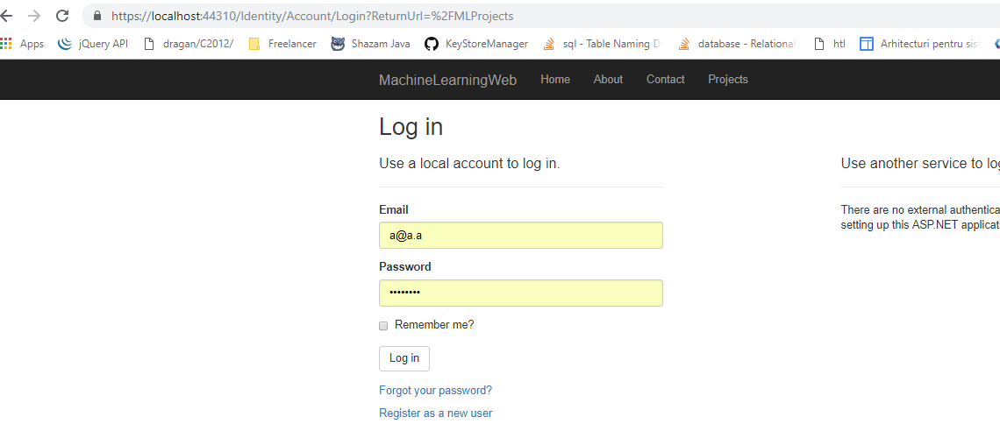 https://localhost:44310/Identity/Account/Login?ReturnUrl=%2FMLProjects
Apps jQuery API dragan/C2012/ Freelancer Shazam Java KeyStoreManager sql - Table Naming D database - Relational htl Arhitecturi pentru sist
MachineLearningWeb Home About Contact Projects
Log in
Use a local account to log in.
Use another service to log
Email
There are no external authentica
setting up this ASP.NET applicat
a@a.a
Password
••••••••
Remember me?
Log in
Forgot your password?
Register as a new user